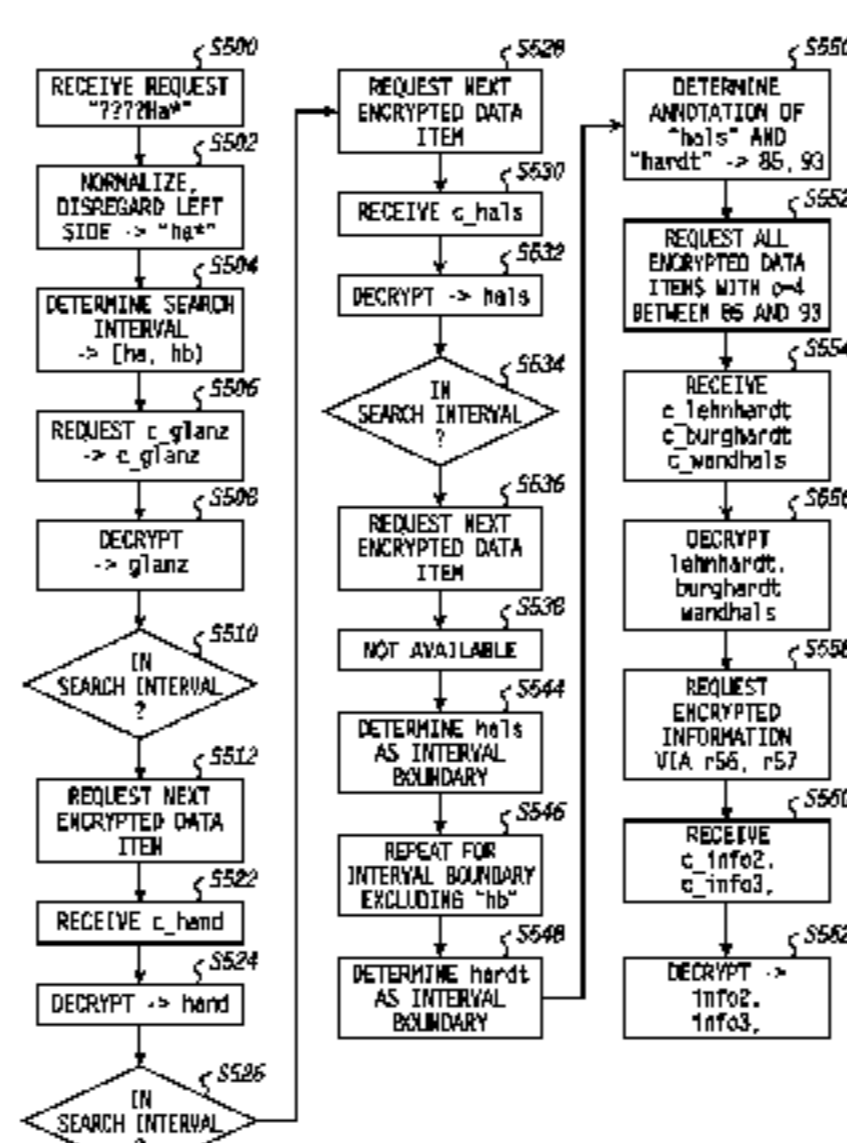 S500
RECEIVE REQUEST
"????Ha*"
S502
NORMALIZE,
DISREGARD LEFT
SIDE -> "ha*"
S504
DETERMINE SEARCH
INTERVAL
-> [ha, hb)
S506
REQUEST c_glanz
-> c_glanz
S508
DECRYPT
-> glanz
S510
IN
SEARCH INTERVAL
?
S512
REQUEST NEXT
ENCRYPTED DATA
ITEM
S522
RECEIVE c_hand
S524
DECRYPT -> hand
S526
IN
SEARCH INTERVAL
?
S528
REQUEST NEXT
ENCRYPTED DATA
ITEM
S530
RECEIVE c_hals
S532
DECRYPT -> hals
S534
IN
SEARCH INTERVAL
?
S536
REQUEST NEXT
ENCRYPTED DATA
ITEM
S538
NOT AVAILABLE
S544
DETERMINE hals
AS INTERVAL
BOUNDARY
S546
REPEAT FOR
INTERVAL BOUNDARY
EXCLUDING "hb"
S548
DETERMINE hardt
AS INTERVAL
BOUNDARY
S550
DETERMINE
ANNOTATION OF
"hals" AND
"hardt" -> 85, 93
S552
REQUEST ALL
ENCRYPTED DATA
ITEMS WITH o=4
BETWEEN 85 AND 93
S554
RECEIVE
c_lehnhardt
c_burghardt
c_wandhals
S556
DECRYPT
lehnhardt,
burghardt
wandhals
S558
REQUEST
ENCRYPTED
INFORMATION
VIA r56, r57
S560
RECEIVE
c_info2,
c_info3,
S562
DECRYPT ->
info2,
info3,